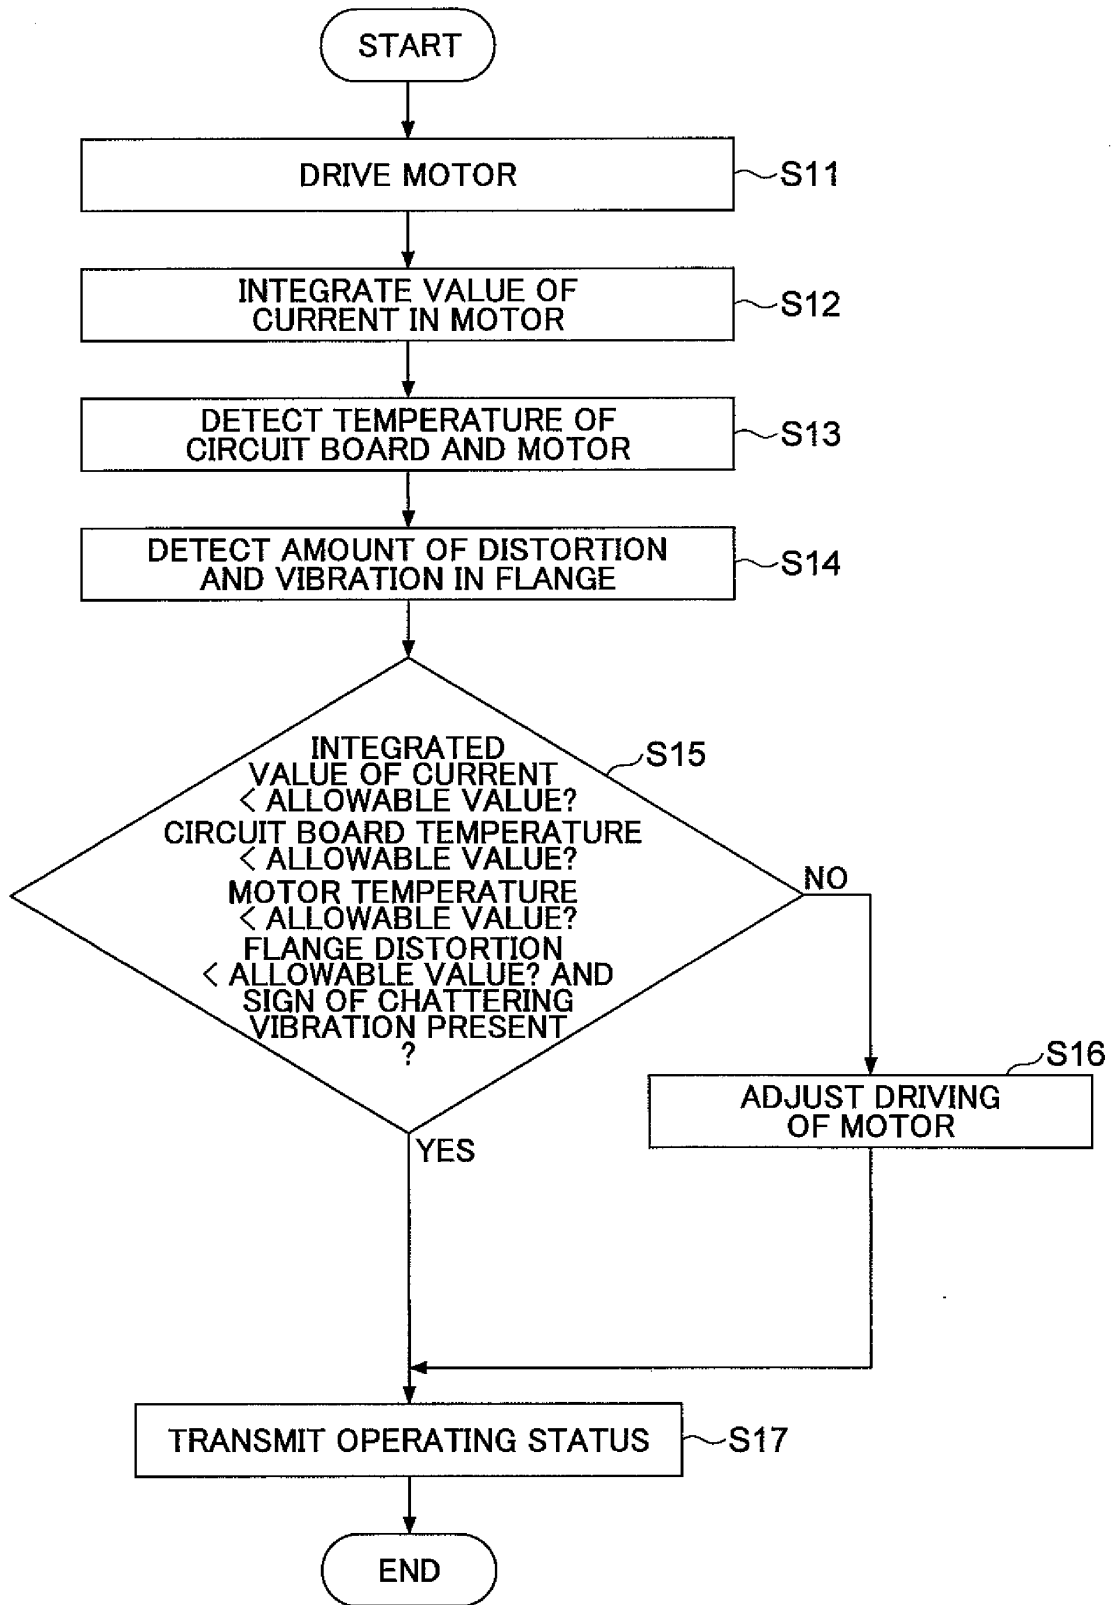 START
DRIVE MOTOR
S11
INTEGRATE VALUE OF
CURRENT IN MOTOR
S12
DETECT TEMPERATURE OF
CIRCUIT BOARD AND MOTOR
S13
DETECT AMOUNT OF DISTORTION
AND VIBRATION IN FLANGE
S14
INTEGRATED
VALUE OF CURRENT
< ALLOWABLE VALUE?
CIRCUIT BOARD TEMPERATURE
< ALLOWABLE VALUE?
MOTOR TEMPERATURE
< ALLOWABLE VALUE?
FLANGE DISTORTION
< ALLOWABLE VALUE? AND
SIGN OF CHATTERING
VIBRATION PRESENT
?
S15
NO
YES
ADJUST DRIVING
OF MOTOR
S16
TRANSMIT OPERATING STATUS
S17
END